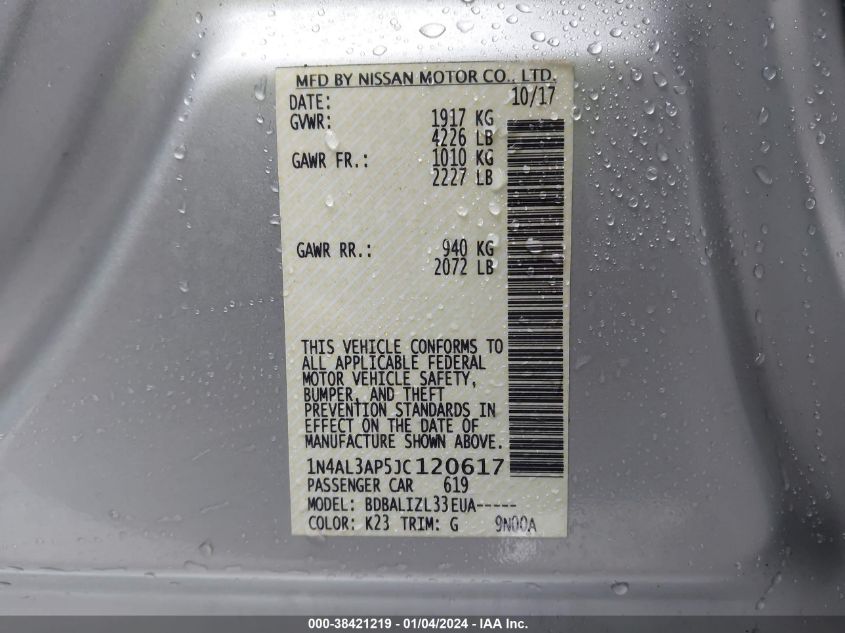 MFD BY NISSAN MOTOR CO., LTD.
DATE: 10/17
GVWR: 1917 KG
4226 LB
GAWR FR.: 1010 KG
2227 LB
GAWR RR.: 940 KG
2072 LB
THIS VEHICLE CONFORMS TO
ALL APPLICABLE FEDERAL
MOTOR VEHICLE SAFETY,
BUMPER, AND THEFT
PREVENTION STANDARDS IN
EFFECT ON THE DATE OF
MANUFACTURE SHOWN ABOVE.
1N4AL3AP5JC120617
PASSENGER CAR 619
MODEL: BDBALIZL33EUA-----
COLOR: K23 TRIM: G 9N00A
000-38421219 - 01/04/2024 - IAA Inc.